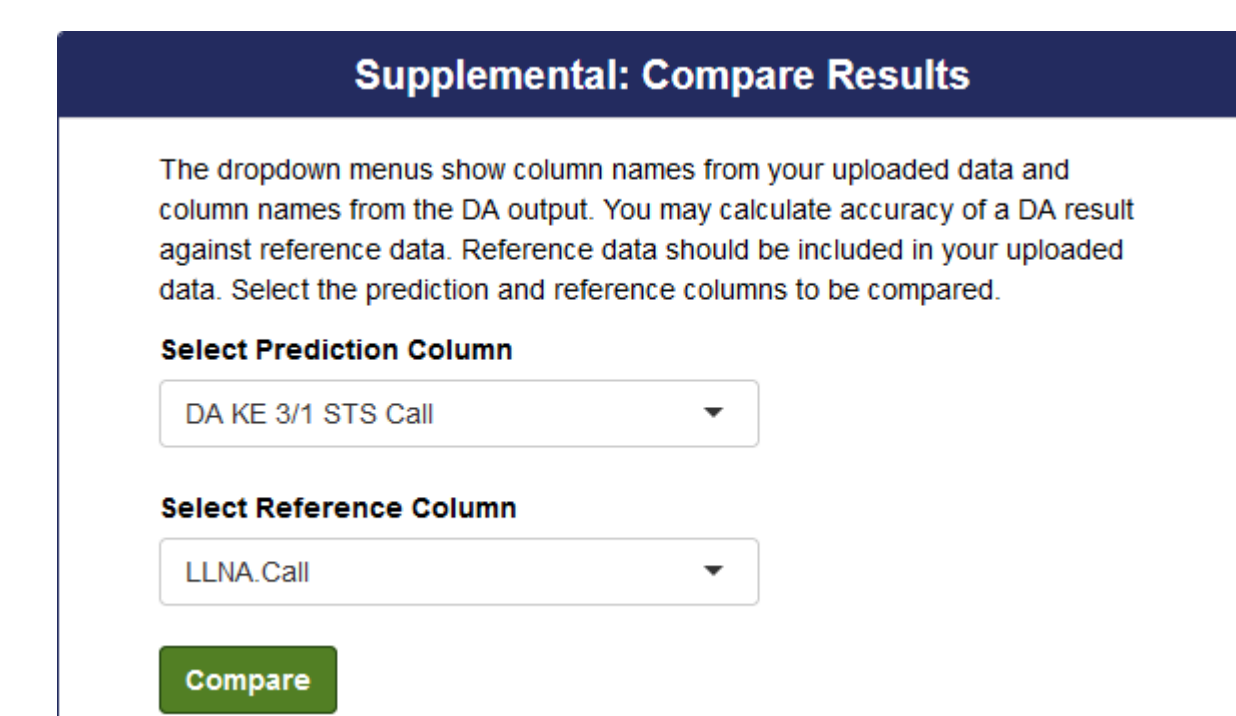 Supplemental: Compare Results
The dropdown menus show column names from your uploaded data and
column names from the DA output. You may calculate accuracy of a DA result
against reference data. Reference data should be included in your uploaded
data. Select the prediction and reference columns to be compared.
Select Prediction Column
DA KE 3/1 STS Call
Select Reference Column
LLNA.Call
Compare